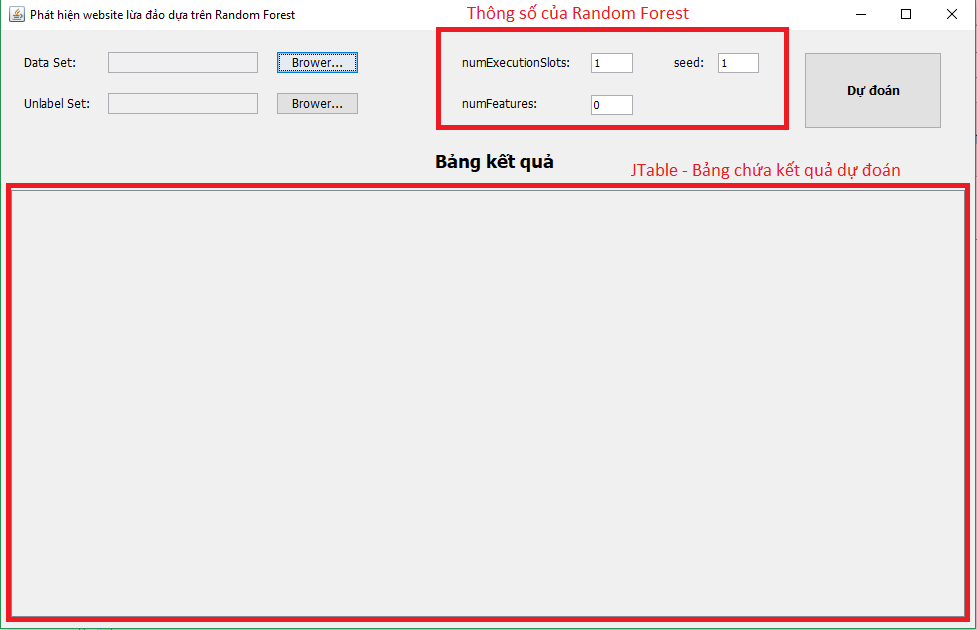 Phát hiện website lừa đảo dựa trên Random Forest
Thông số của Random Forest
Data Set: Brower... numExecutionSlots: 1 seed: 1
Dự đoán
Unlabel Set: Brower... numFeatures: 0
Bảng kết quả
JTable - Bảng chứa kết quả dự đoán